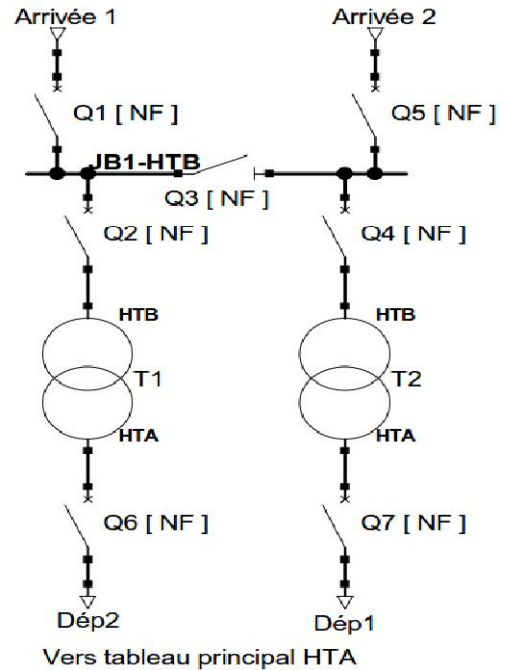 Arrivée 1 Arrivée 2
Q1 [ NF ] Q5 [ NF ]
JB1-HTB
Q3 [ NF ]
Q2 [ NF ] Q4 [ NF ]
HTB HTB
T1 T2
HTA HTA
Q6 [ NF ] Q7 [ NF ]
Dép2 Dép1
Vers tableau principal HTA